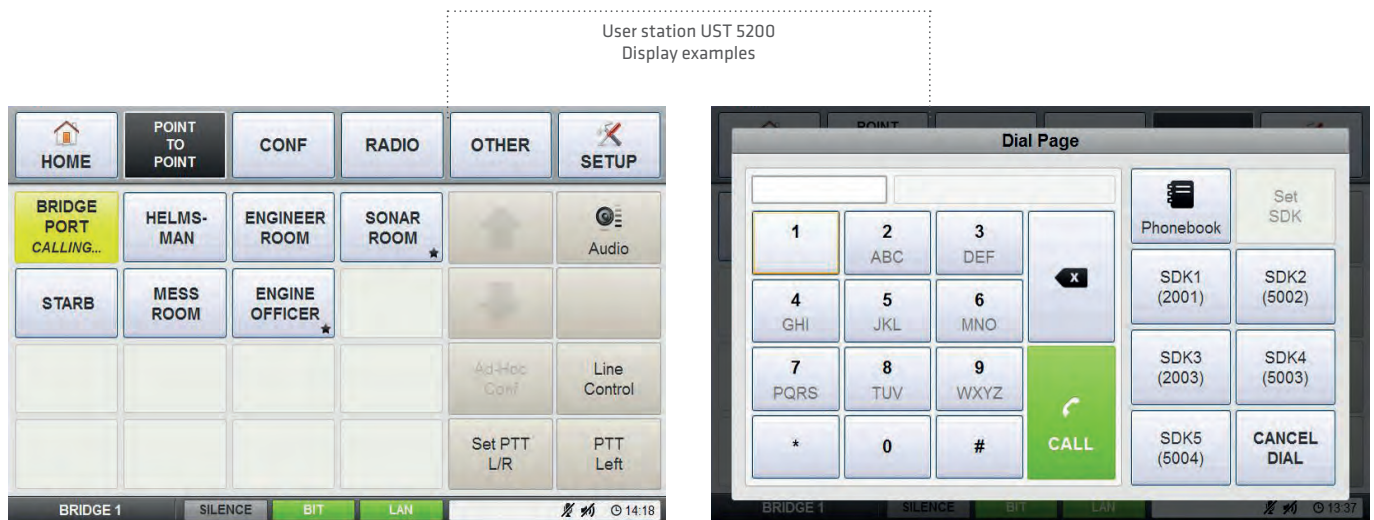 User station UST 5200
Display examples
HOME
POINT
TO
POINT
CONF
RADIO
OTHER
SETUP
BRIDGE
PORT
CALLING...
HELMS-
MAN
ENGINEER
ROOM
SONAR
ROOM
Audio
STARB
MESS
ROOM
ENGINE
OFFICER
Ad-Hoc
Conf
Line
Control
Set PTT
L/R
PTT
Left
BRIDGE 1
SILENCE
BIT
LAN
14:18
POINT
Dial Page
1
2
ABC
3
DEF
X
4
GHI
5
JKL
6
MNO
7
PQRS
8
TUV
9
WXYZ
*
0
#
CALL
Phonebook
Set
SDK
SDK1
(2001)
SDK2
(5002)
SDK3
(2003)
SDK4
(5003)
SDK5
(5004)
CANCEL
DIAL
BRIDGE 1
SILENCE
BIT
LAN
13:37